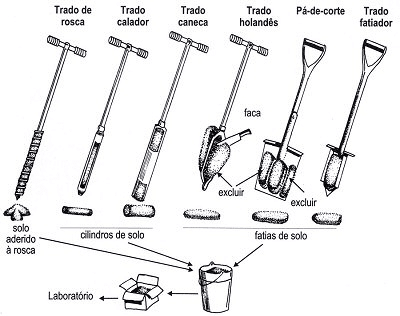 Trado de rosca
Trado calador
Trado caneca
Trado holandês
Pá-de-corte
Trado fatiador
faca
excluir
excluir
solo aderido à rosca
cilindros de solo
fatias de solo
Laboratório